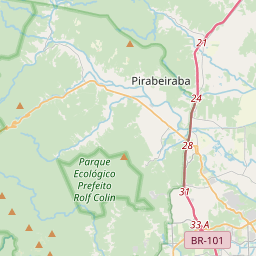 21
Pirabeiraba
24
28
Parque
Ecológico
Prefeito
Rolf Colin
31
33-A
BR-101